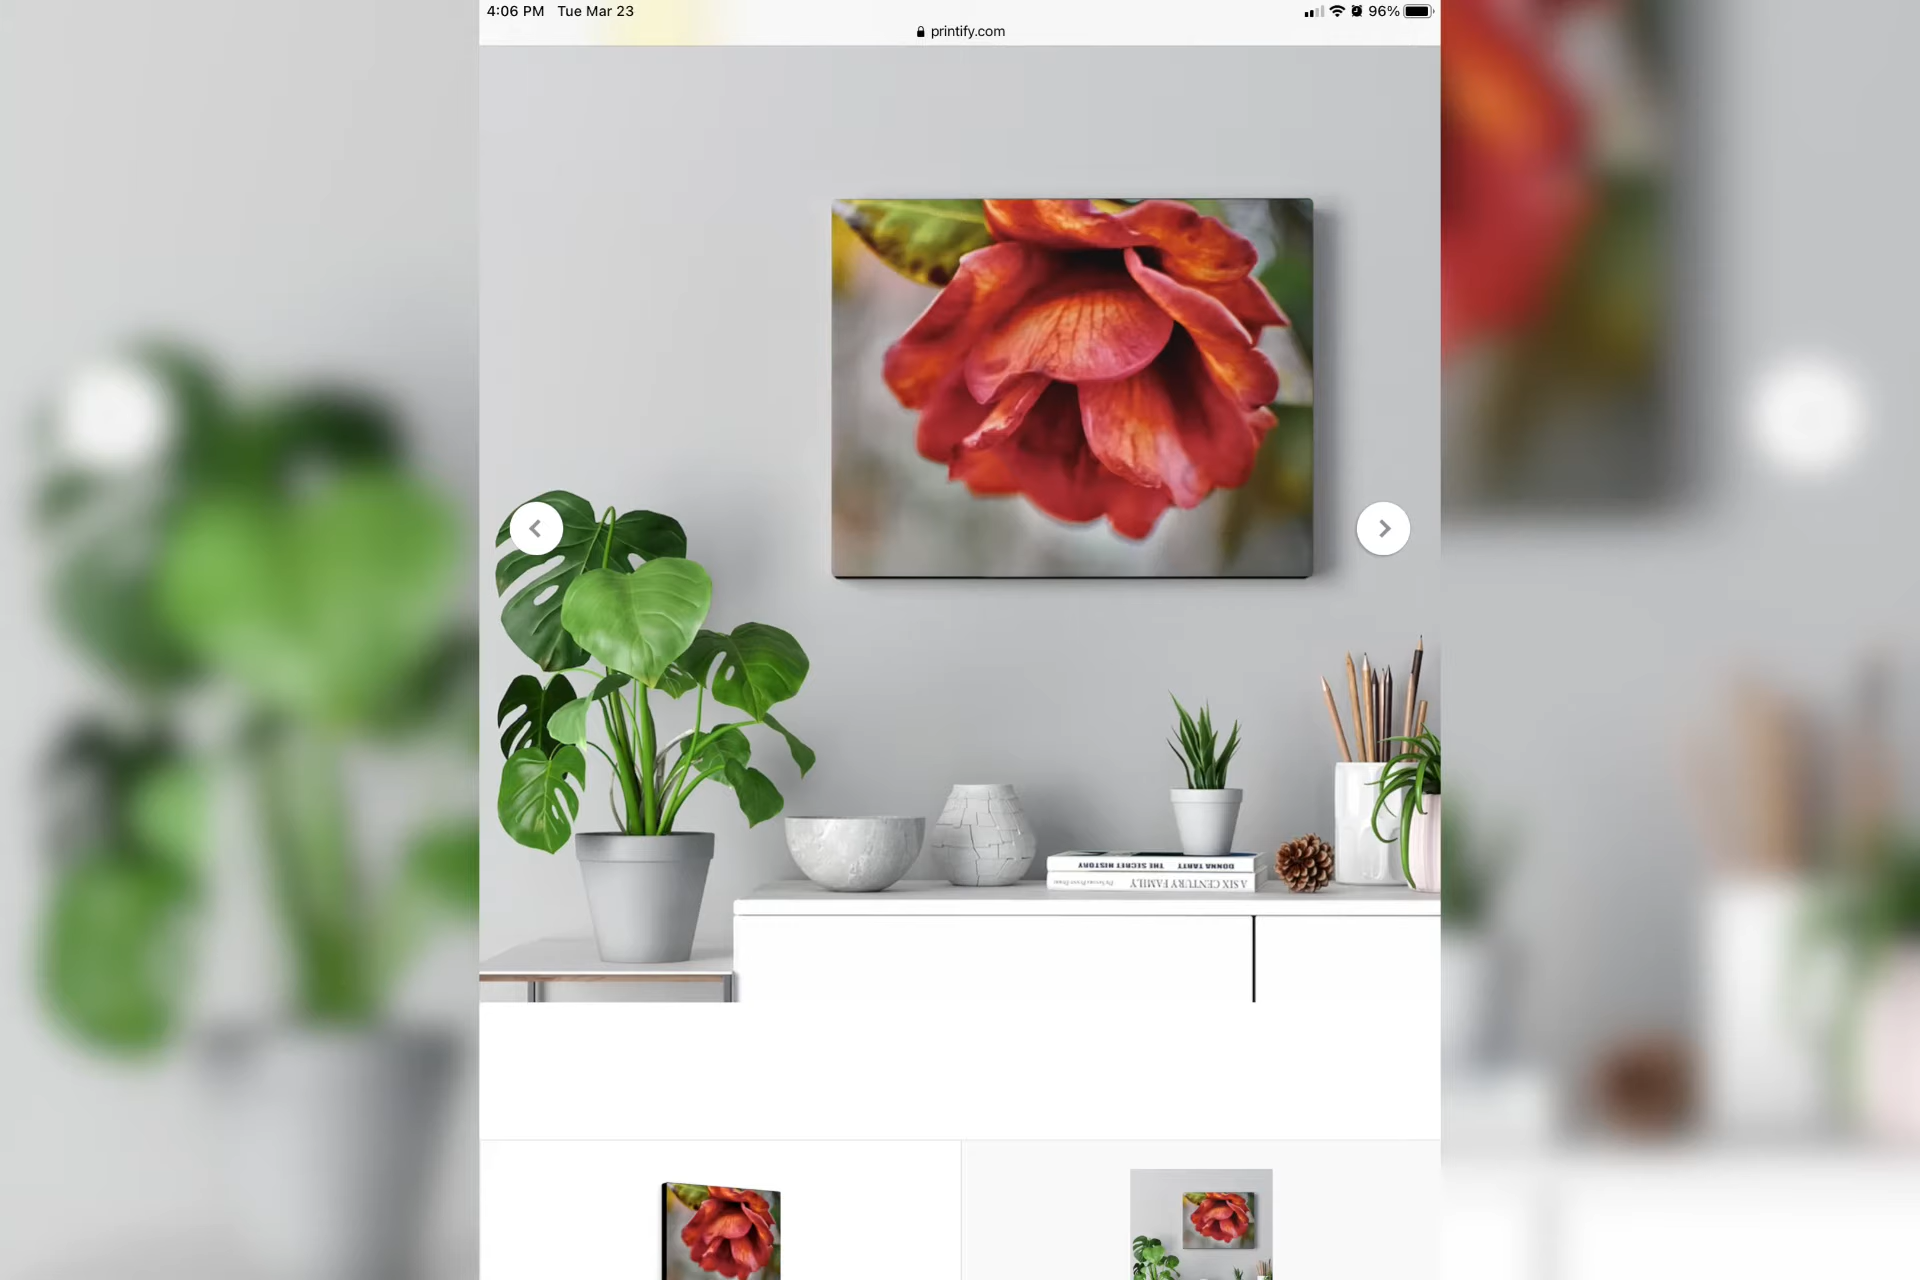 4:06 PM Tue Mar 23
96%
printify.com
DONNA TARTT THE SECRET HISTORY
A SIX CENTURY FAMILY